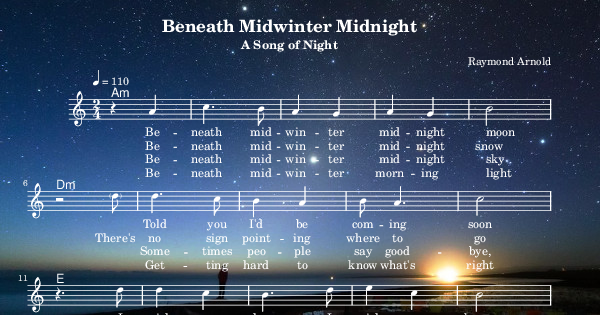 Beneath Midwinter Midnight
A Song of Night
Raymond Arnold
♩ = 110
Am
2
4
Be - neath mid - win - ter mid - night moon
Be - neath mid - win - ter mid - night snow
Be - neath mid - win - ter mid - night sky
Be - neath mid - win - ter morn - ing light
6
Dm
Told you I'd be com - ing soon
There's no sign point - ing where to go
Some - times peo - ple say good - bye,
Get - ting hard to know what's right
11
E